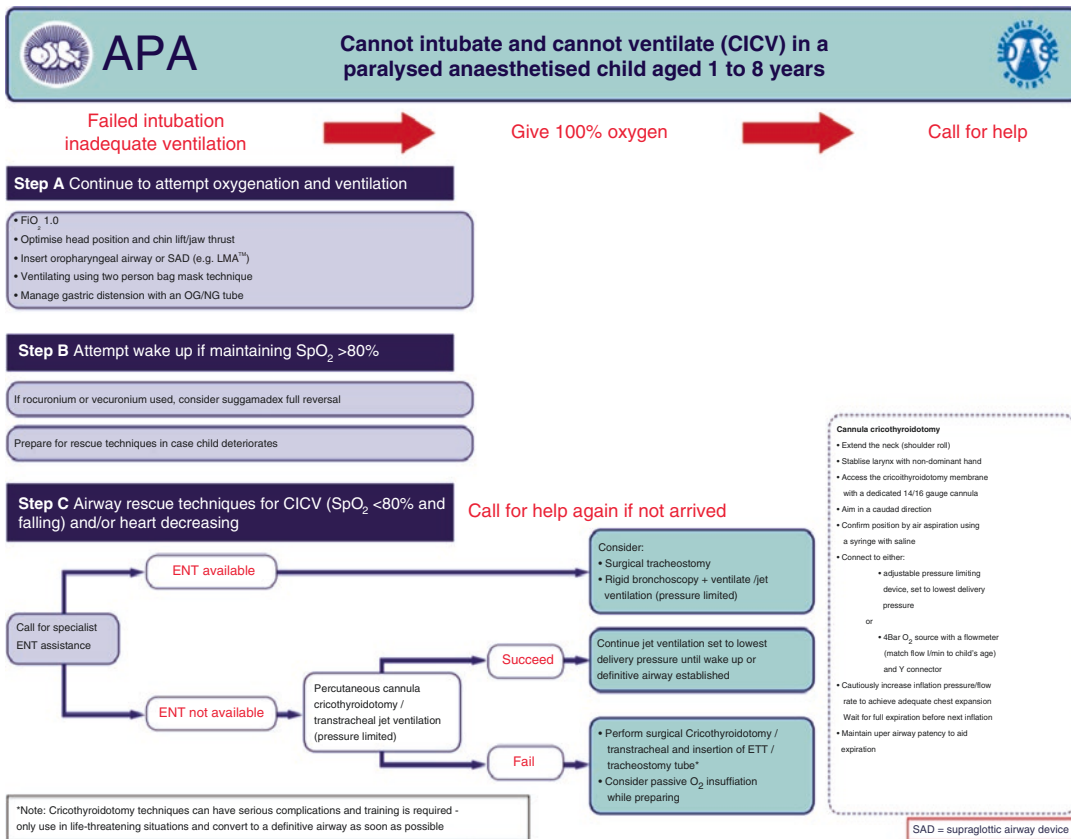 APA
Cannot intubate and cannot ventilate (CICV) in a
paralysed anaesthetised child aged 1 to 8 years
DIFFICULT AIRWAY
DAS
SOCIETY
Failed intubation
inadequate ventilation
Give 100% oxygen
Call for help
Step A Continue to attempt oxygenation and ventilation
• FiO2 1.0
• Optimise head position and chin lift/jaw thrust
• Insert oropharyngeal airway or SAD (e.g. LMA™)
• Ventilating using two person bag mask technique
• Manage gastric distension with an OG/NG tube
Step B Attempt wake up if maintaining SpO2 >80%
If rocuronium or vecuronium used, consider suggamadex full reversal
Prepare for rescue techniques in case child deteriorates
Step C Airway rescue techniques for CICV (SpO2 <80% and
falling) and/or heart decreasing
Call for help again if not arrived
Call for specialist
ENT assistance
ENT available
Consider:
• Surgical tracheostomy
• Rigid bronchoscopy + ventilate /jet
ventilation (pressure limited)
ENT not available
Percutaneous cannula
cricothyroidotomy /
transtracheal jet ventilation
(pressure limited)
Succeed
Continue jet ventilation set to lowest
delivery pressure until wake up or
definitive airway established
Fail
• Perform surgical Cricothyroidotomy /
transtracheal and insertion of ETT /
tracheostomy tube*
• Consider passive O2 insuffiation
while preparing
Cannula cricothyroidotomy
• Extend the neck (shoulder roll)
• Stablise larynx with non-dominant hand
• Access the cricoithyroidotomy membrane
with a dedicated 14/16 gauge cannula
• Aim in a caudad direction
• Confirm position by air aspiration using
a syringe with saline
• Connect to either:
• adjustable pressure limiting
device, set to lowest delivery
pressure
or
• 4Bar O2 source with a flowmeter
(match flow l/min to child's age)
and Y connector
• Cautiously increase inflation pressure/flow
rate to achieve adequate chest expansion
Wait for full expiration before next inflation
• Maintain uper airway patency to aid
expiration
*Note: Cricothyroidotomy techniques can have serious complications and training is required -
only use in life-threatening situations and convert to a definitive airway as soon as possible
SAD = supraglottic airway device